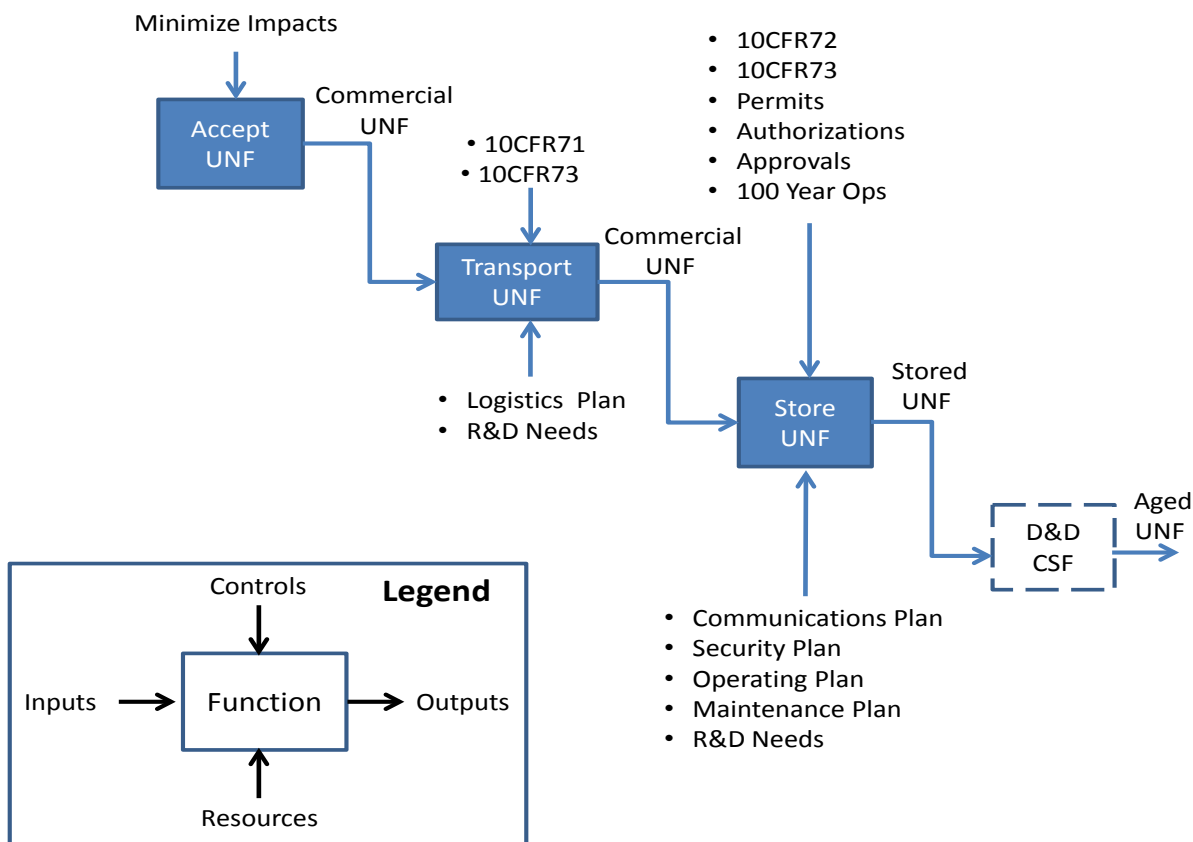 Minimize Impacts
Accept
UNF
Commercial
UNF
• 10CFR71
• 10CFR73
Transport
UNF
Commercial
UNF
• Logistics Plan
• R&D Needs
• 10CFR72
• 10CFR73
• Permits
• Authorizations
• Approvals
• 100 Year Ops
Store
UNF
Stored
UNF
• Communications Plan
• Security Plan
• Operating Plan
• Maintenance Plan
• R&D Needs
D&D
CSF
Aged
UNF
Legend
Controls
Inputs
Function
Outputs
Resources